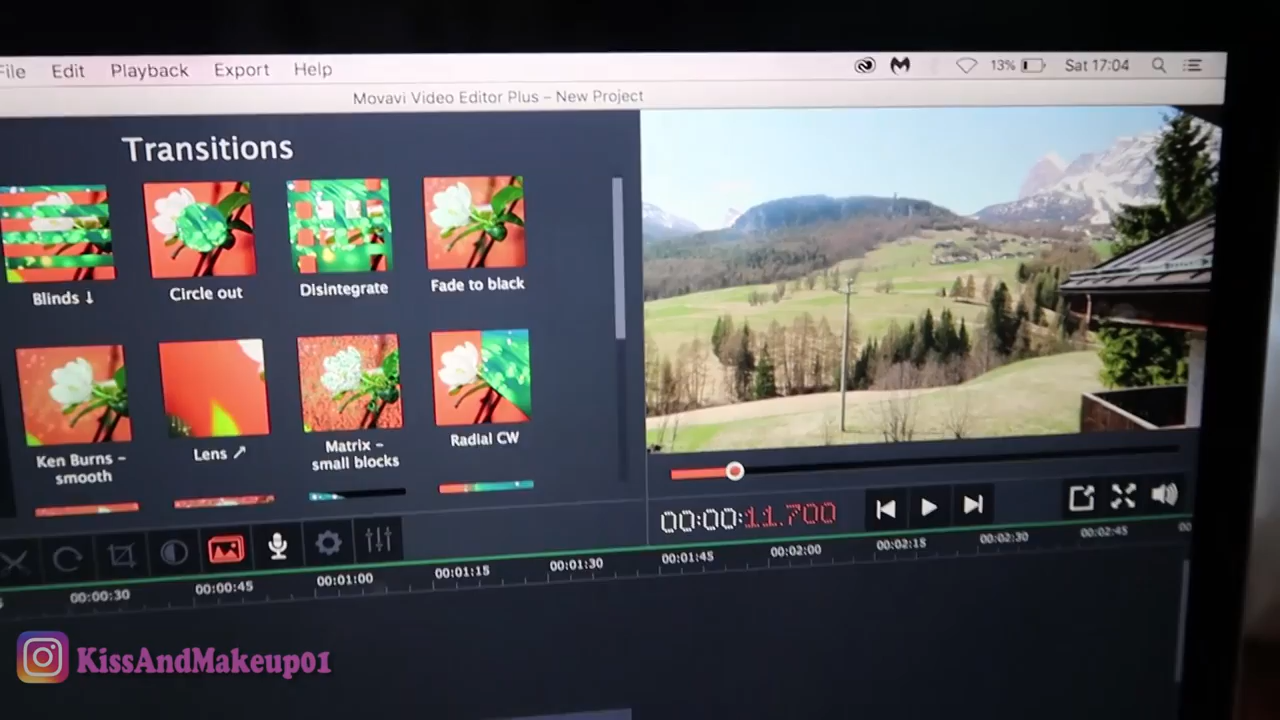 File Edit Playback Export Help 13% Sat 17:04
Movavi Video Editor Plus – New Project
Transitions
Blinds ↓ Circle out Disintegrate Fade to black
Ken Burns –
smooth
Lens ↗
Matrix –
small blocks
Radial CW
00:00:11.700
00:00:30 00:00:45 00:01:00 00:01:15 00:01:30 00:01:45 00:02:00 00:02:15 00:02:30 00:02:45
KissAndMakeup01